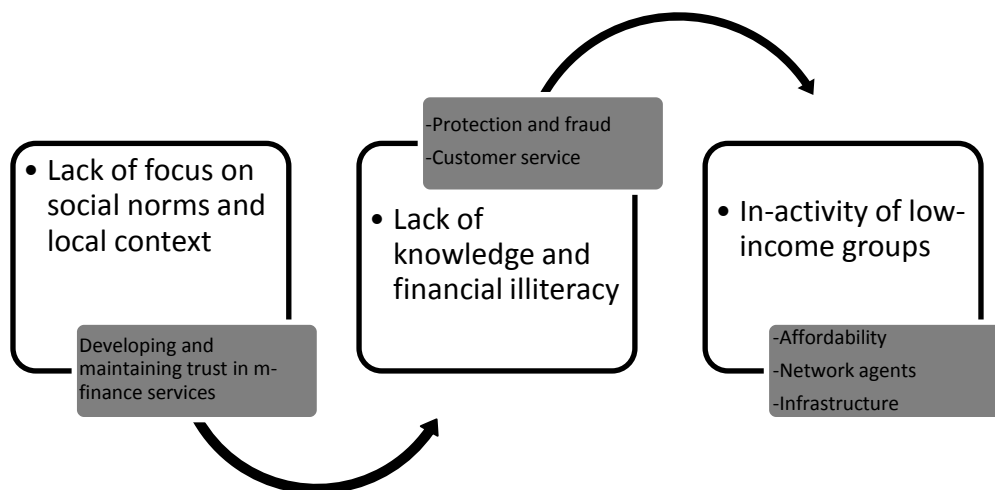 • Lack of focus on
social norms and
local context
Developing and
maintaining trust in m-
finance services
-Protection and fraud
-Customer service
• Lack of
knowledge and
financial illiteracy
• In-activity of low-
income groups
-Affordability
-Network agents
-Infrastructure